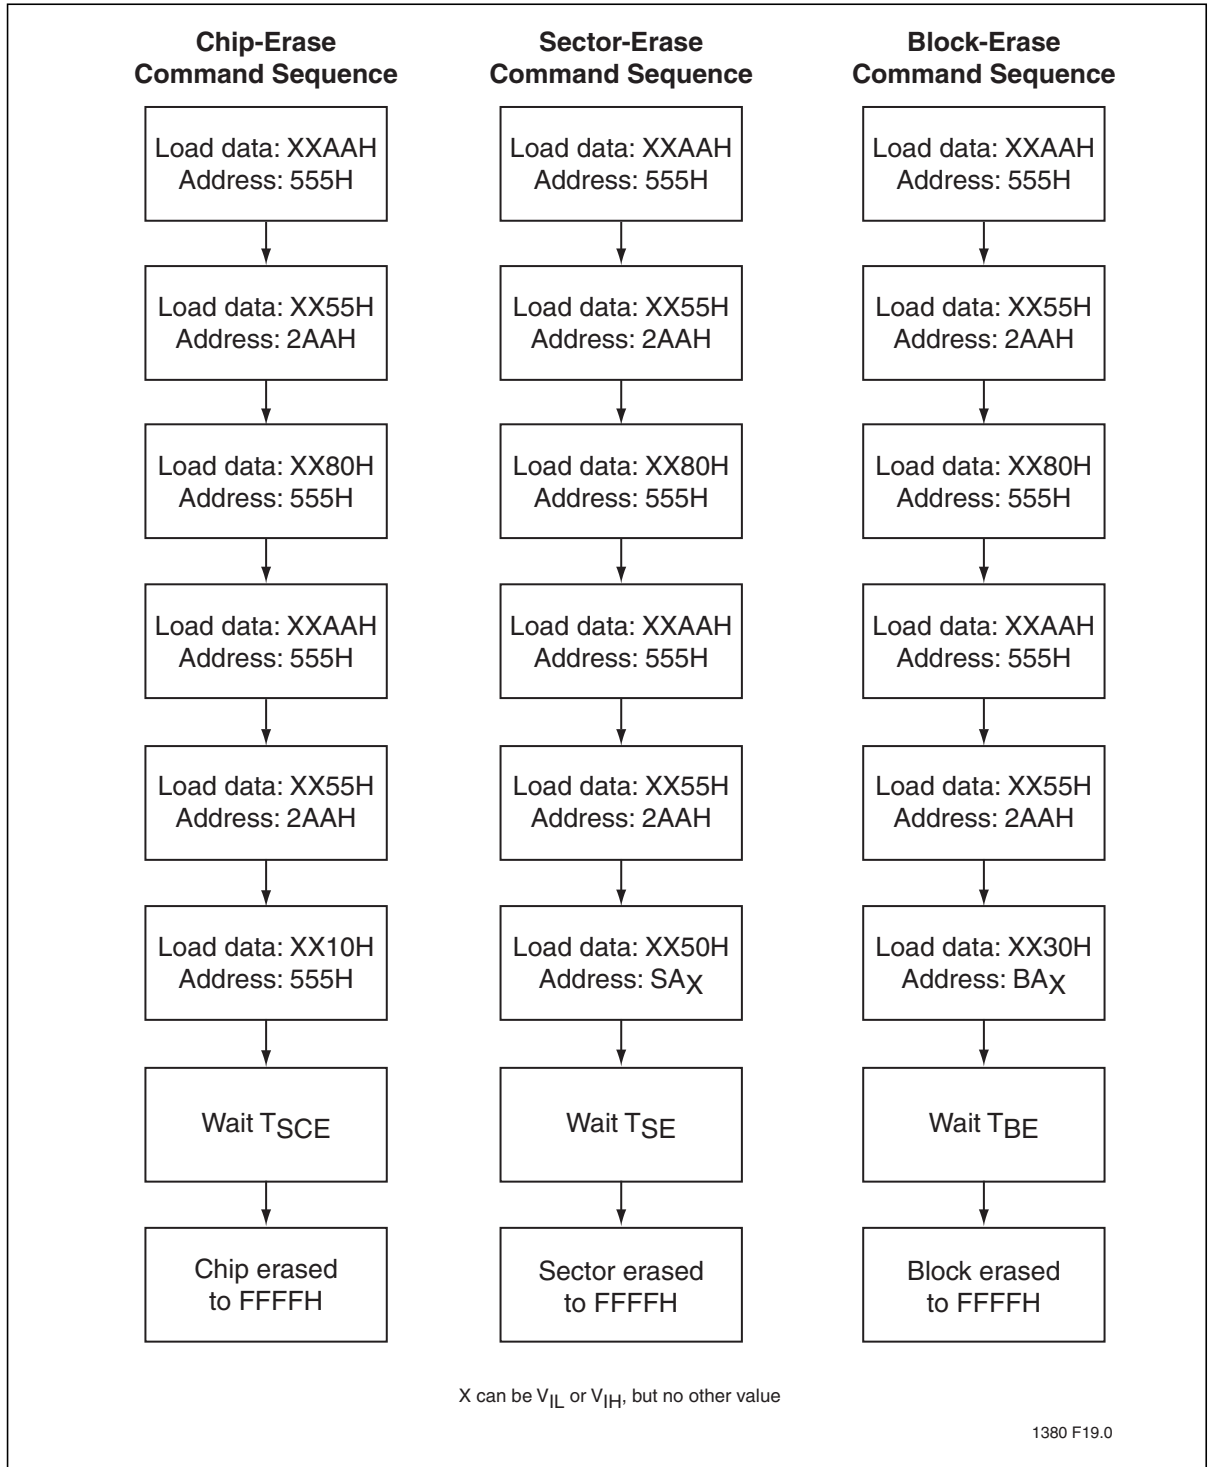 Chip-Erase
Command Sequence
Load data: XXAAH
Address: 555H
Load data: XX55H
Address: 2AAH
Load data: XX80H
Address: 555H
Load data: XXAAH
Address: 555H
Load data: XX55H
Address: 2AAH
Load data: XX10H
Address: 555H
Wait TSCE
Chip erased
to FFFFH
Sector-Erase
Command Sequence
Load data: XXAAH
Address: 555H
Load data: XX55H
Address: 2AAH
Load data: XX80H
Address: 555H
Load data: XXAAH
Address: 555H
Load data: XX55H
Address: 2AAH
Load data: XX50H
Address: SAX
Wait TSE
Sector erased
to FFFFH
Block-Erase
Command Sequence
Load data: XXAAH
Address: 555H
Load data: XX55H
Address: 2AAH
Load data: XX80H
Address: 555H
Load data: XXAAH
Address: 555H
Load data: XX55H
Address: 2AAH
Load data: XX30H
Address: BAX
Wait TBE
Block erased
to FFFFH
X can be VIL or VIH, but no other value
1380 F19.0